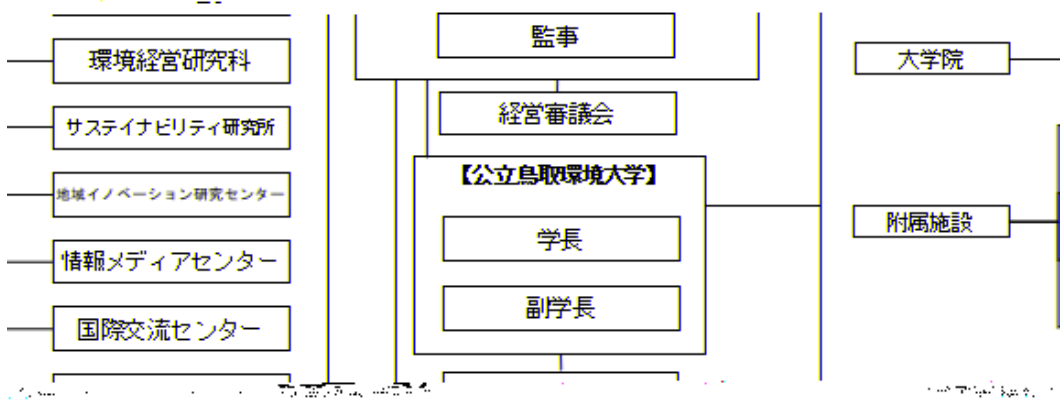 環境経営研究科
サステイナビリティ研究所
地域イノベーション研究センター
情報メディアセンター
国際交流センター
監事
経営審議会
【公立鳥取環境大学】
学長
副学長
大学院
附属施設